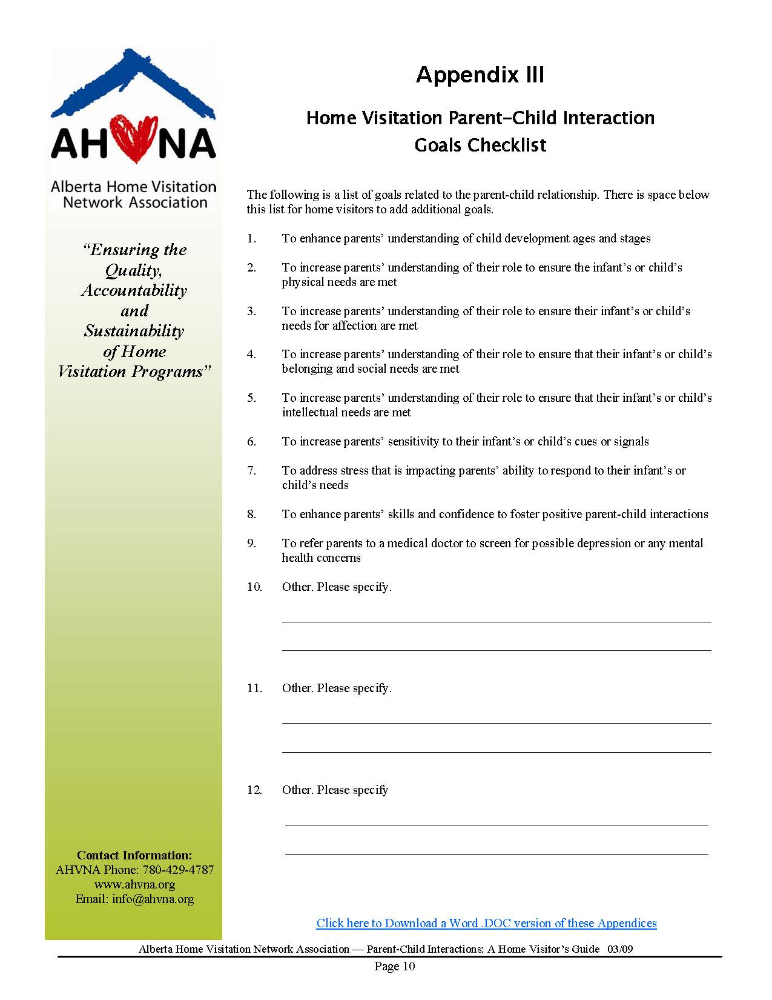 AHVNA
Alberta Home Visitation
Network Association
“Ensuring the
Quality,
Accountability
and
Sustainability
of Home
Visitation Programs”
Contact Information:
AHVNA Phone: 780-429-4787
www.ahvna.org
Email: info@ahvna.org
Appendix III
Home Visitation Parent-Child Interaction
Goals Checklist
The following is a list of goals related to the parent-child relationship. There is space below
this list for home visitors to add additional goals.
1. To enhance parents’ understanding of child development ages and stages
2. To increase parents’ understanding of their role to ensure the infant’s or child’s
physical needs are met
3. To increase parents’ understanding of their role to ensure their infant’s or child’s
needs for affection are met
4. To increase parents’ understanding of their role to ensure that their infant’s or child’s
belonging and social needs are met
5. To increase parents’ understanding of their role to ensure that their infant’s or child’s
intellectual needs are met
6. To increase parents’ sensitivity to their infant’s or child’s cues or signals
7. To address stress that is impacting parents’ ability to respond to their infant’s or
child’s needs
8. To enhance parents’ skills and confidence to foster positive parent-child interactions
9. To refer parents to a medical doctor to screen for possible depression or any mental
health concerns
10. Other. Please specify.
11. Other. Please specify.
12. Other. Please specify
Click here to Download a Word .DOC version of these Appendices
Alberta Home Visitation Network Association — Parent-Child Interactions: A Home Visitor’s Guide 03/09
Page 10